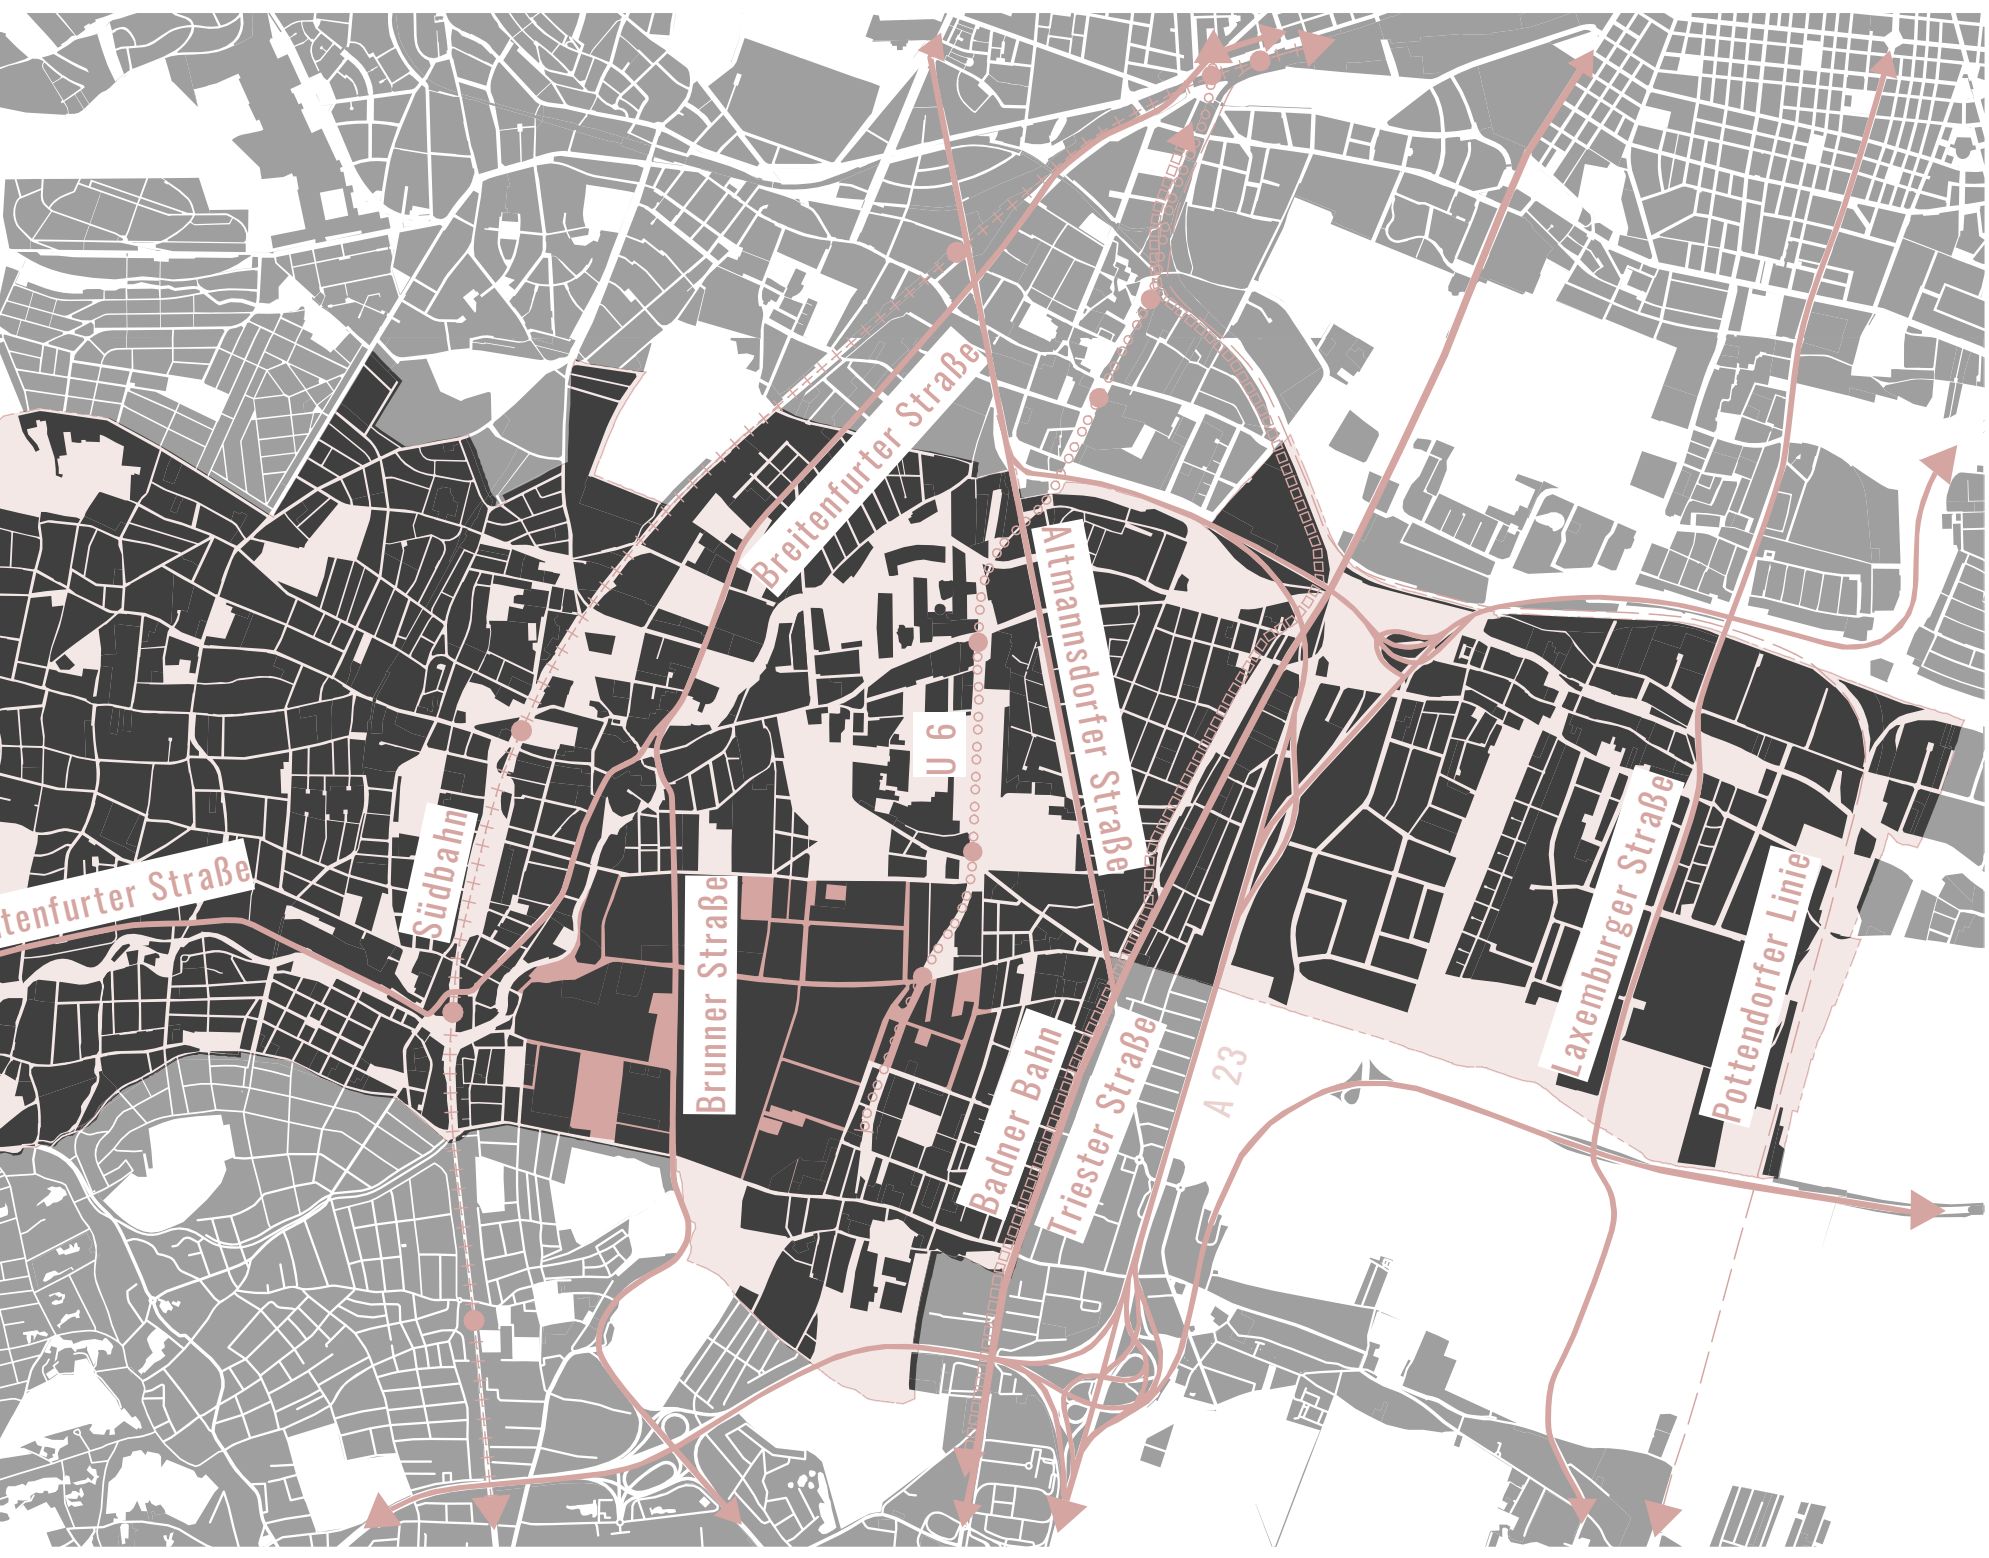 Breitenfurter Straße
Altmannsdorfer Straße
U 6
Südbahn
tenfurter Straße
Brunner Straße
Laxemburger Straße
Pottendorfer Linie
Badner Bahn
Triester Straße
A 23